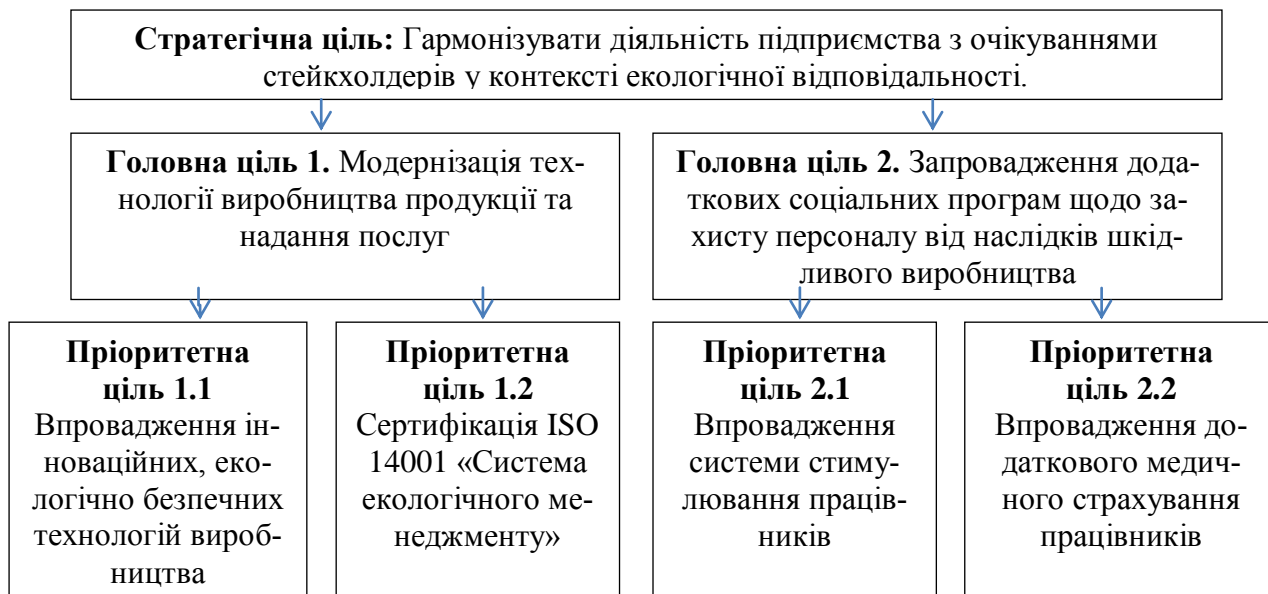 Стратегічна ціль: Гармонізувати діяльність підприємства з очікуваннями
стейкхолдерів у контексті екологічної відповідальності.
Головна ціль 1. Модернізація тех-
нології виробництва продукції та
надання послуг
Головна ціль 2. Запровадження дода-
ткових соціальних програм щодо за-
хисту персоналу від наслідків шкід-
ливого виробництва
Пріоритетна
ціль 1.1
Впровадження ін-
новаційних, еко-
логічно безпечних
технологій вироб-
ництва
Пріоритетна
ціль 1.2
Сертифікація ISO
14001 «Система
екологічного ме-
неджменту»
Пріоритетна
ціль 2.1
Впровадження
системи стиму-
лювання праців-
ників
Пріоритетна
ціль 2.2
Впровадження до-
даткового медич-
ного страхування
працівників